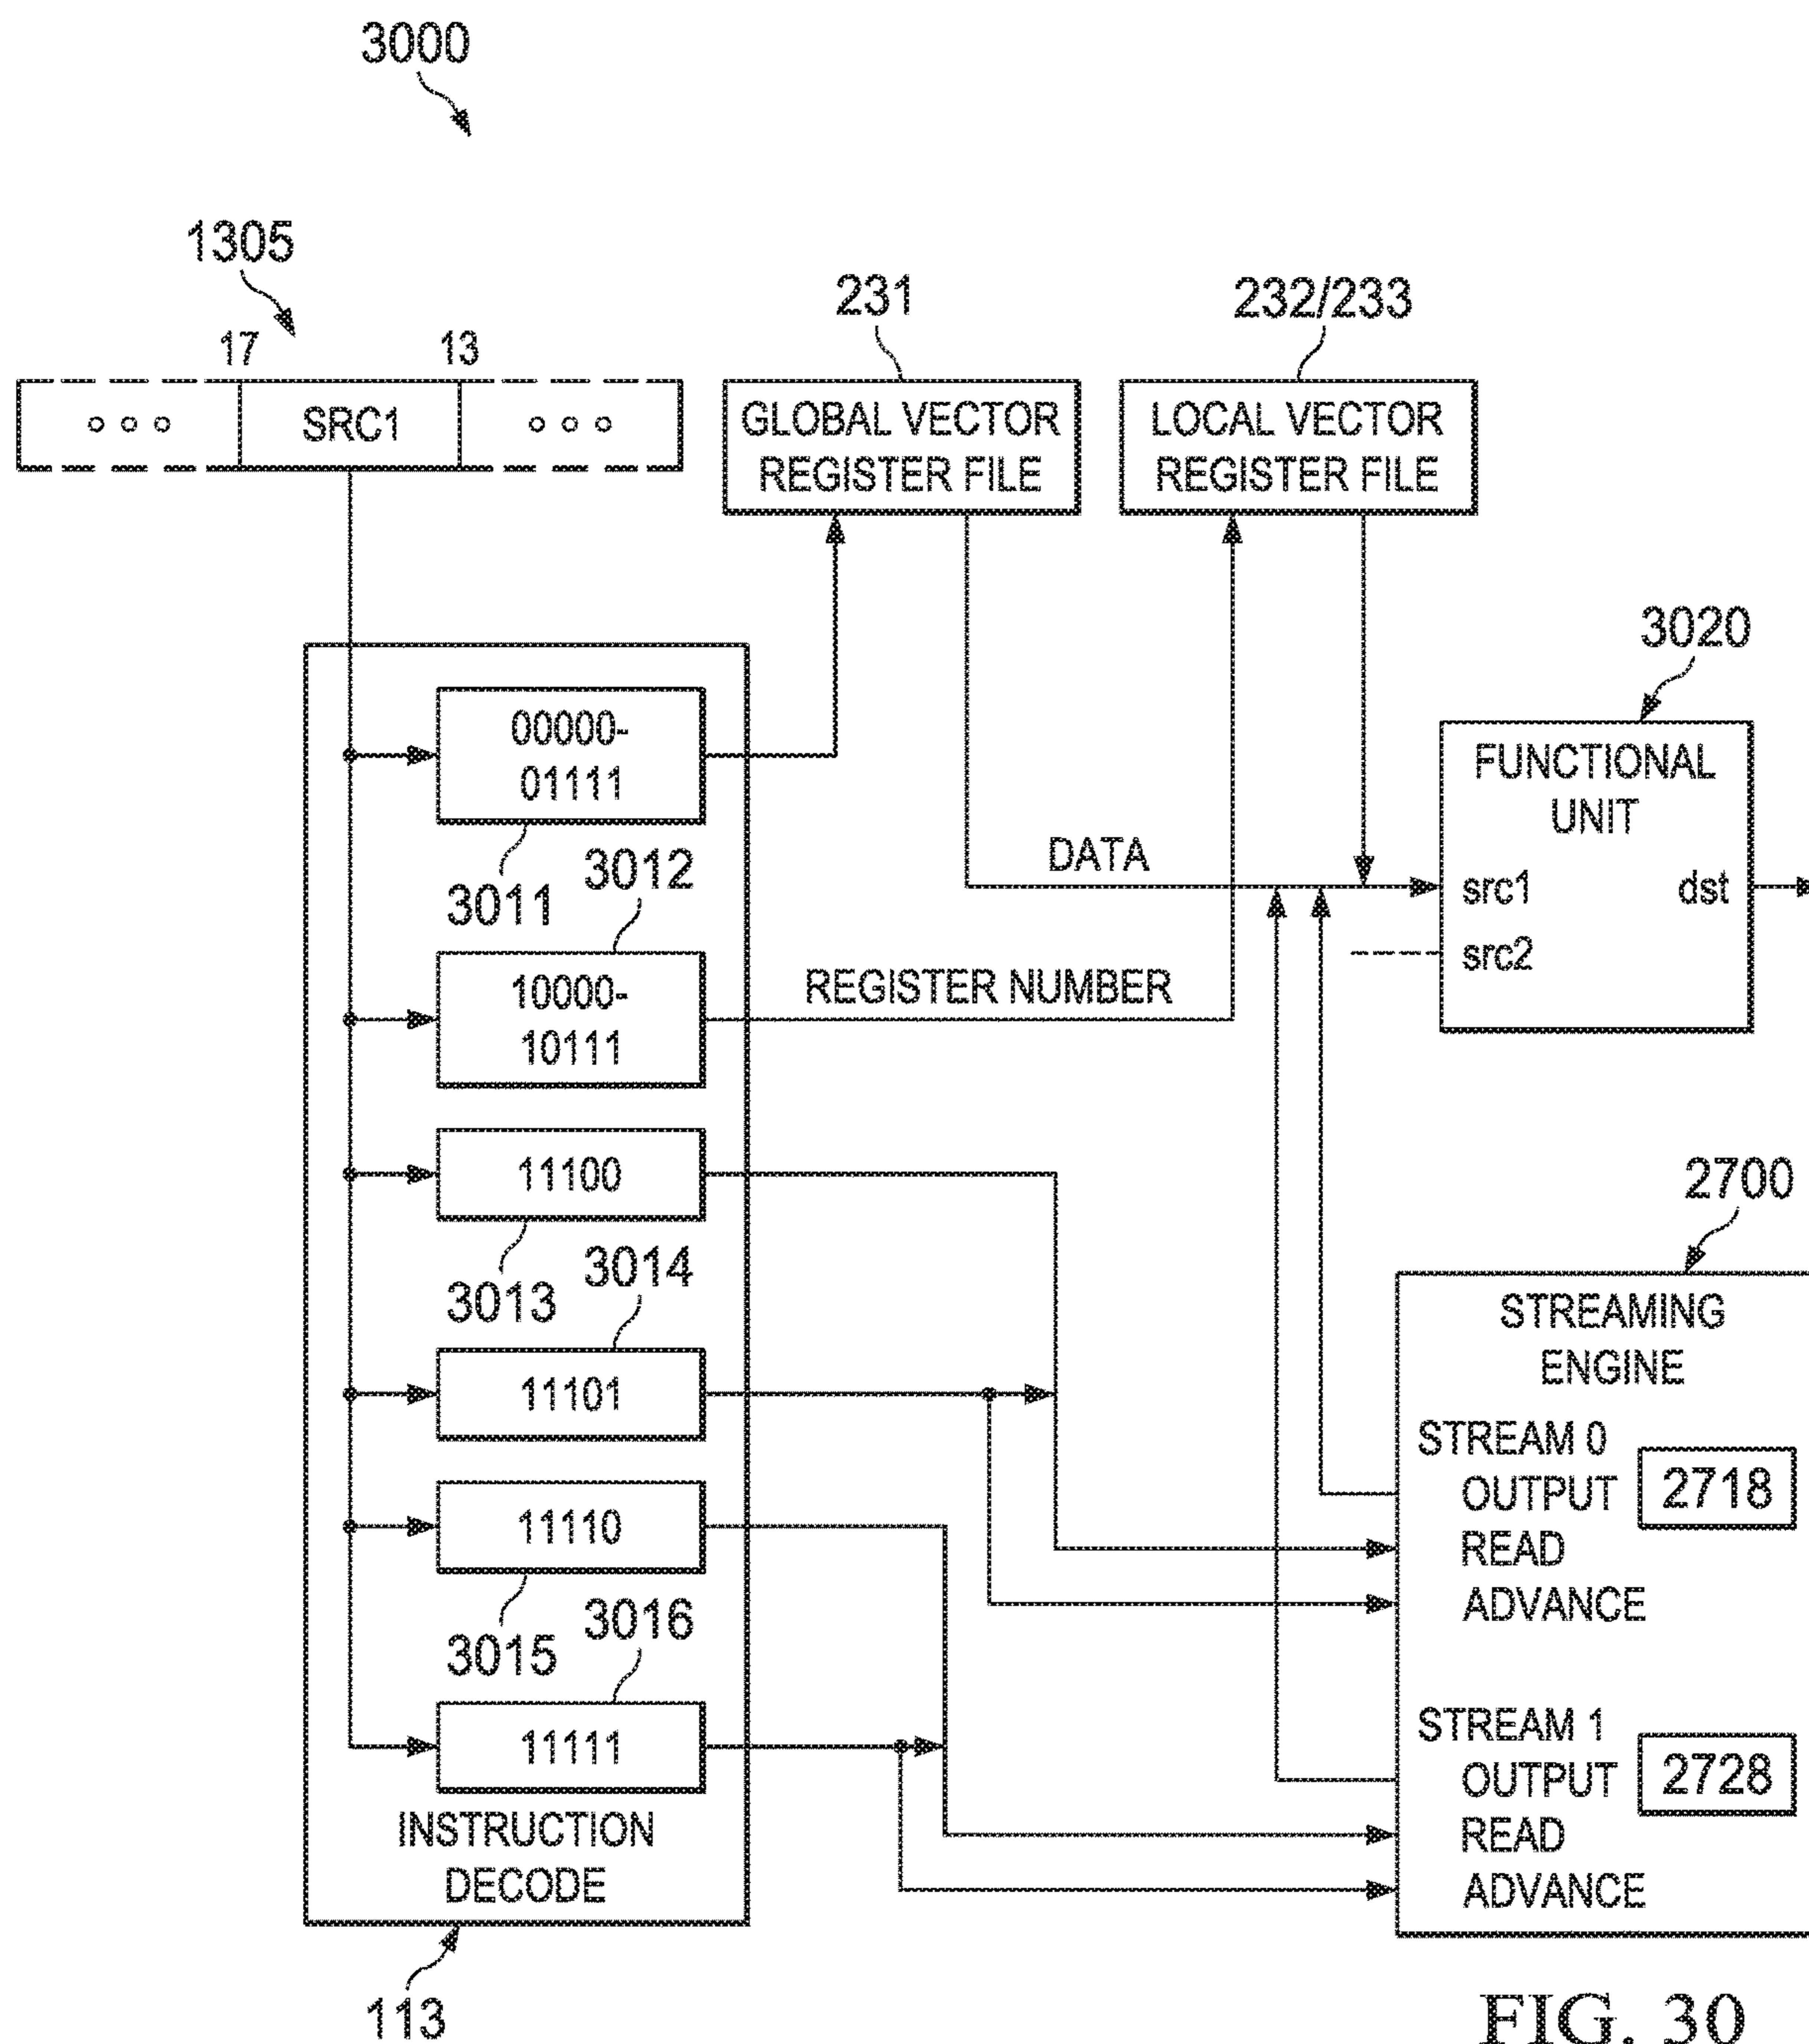 3000
1305
231
232/233
17
13
SRC1
GLOBAL VECTOR
REGISTER FILE
LOCAL VECTOR
REGISTER FILE
3020
00000-
01111
3011
3012
10000-
10111
DATA
REGISTER NUMBER
FUNCTIONAL
UNIT
src1
dst
src2
11100
3013
3014
11101
11110
3015
3016
11111
INSTRUCTION
DECODE
113
2700
STREAMING
ENGINE
STREAM 0
OUTPUT
2718
READ
ADVANCE
STREAM 1
OUTPUT
2728
READ
ADVANCE
FIG. 30